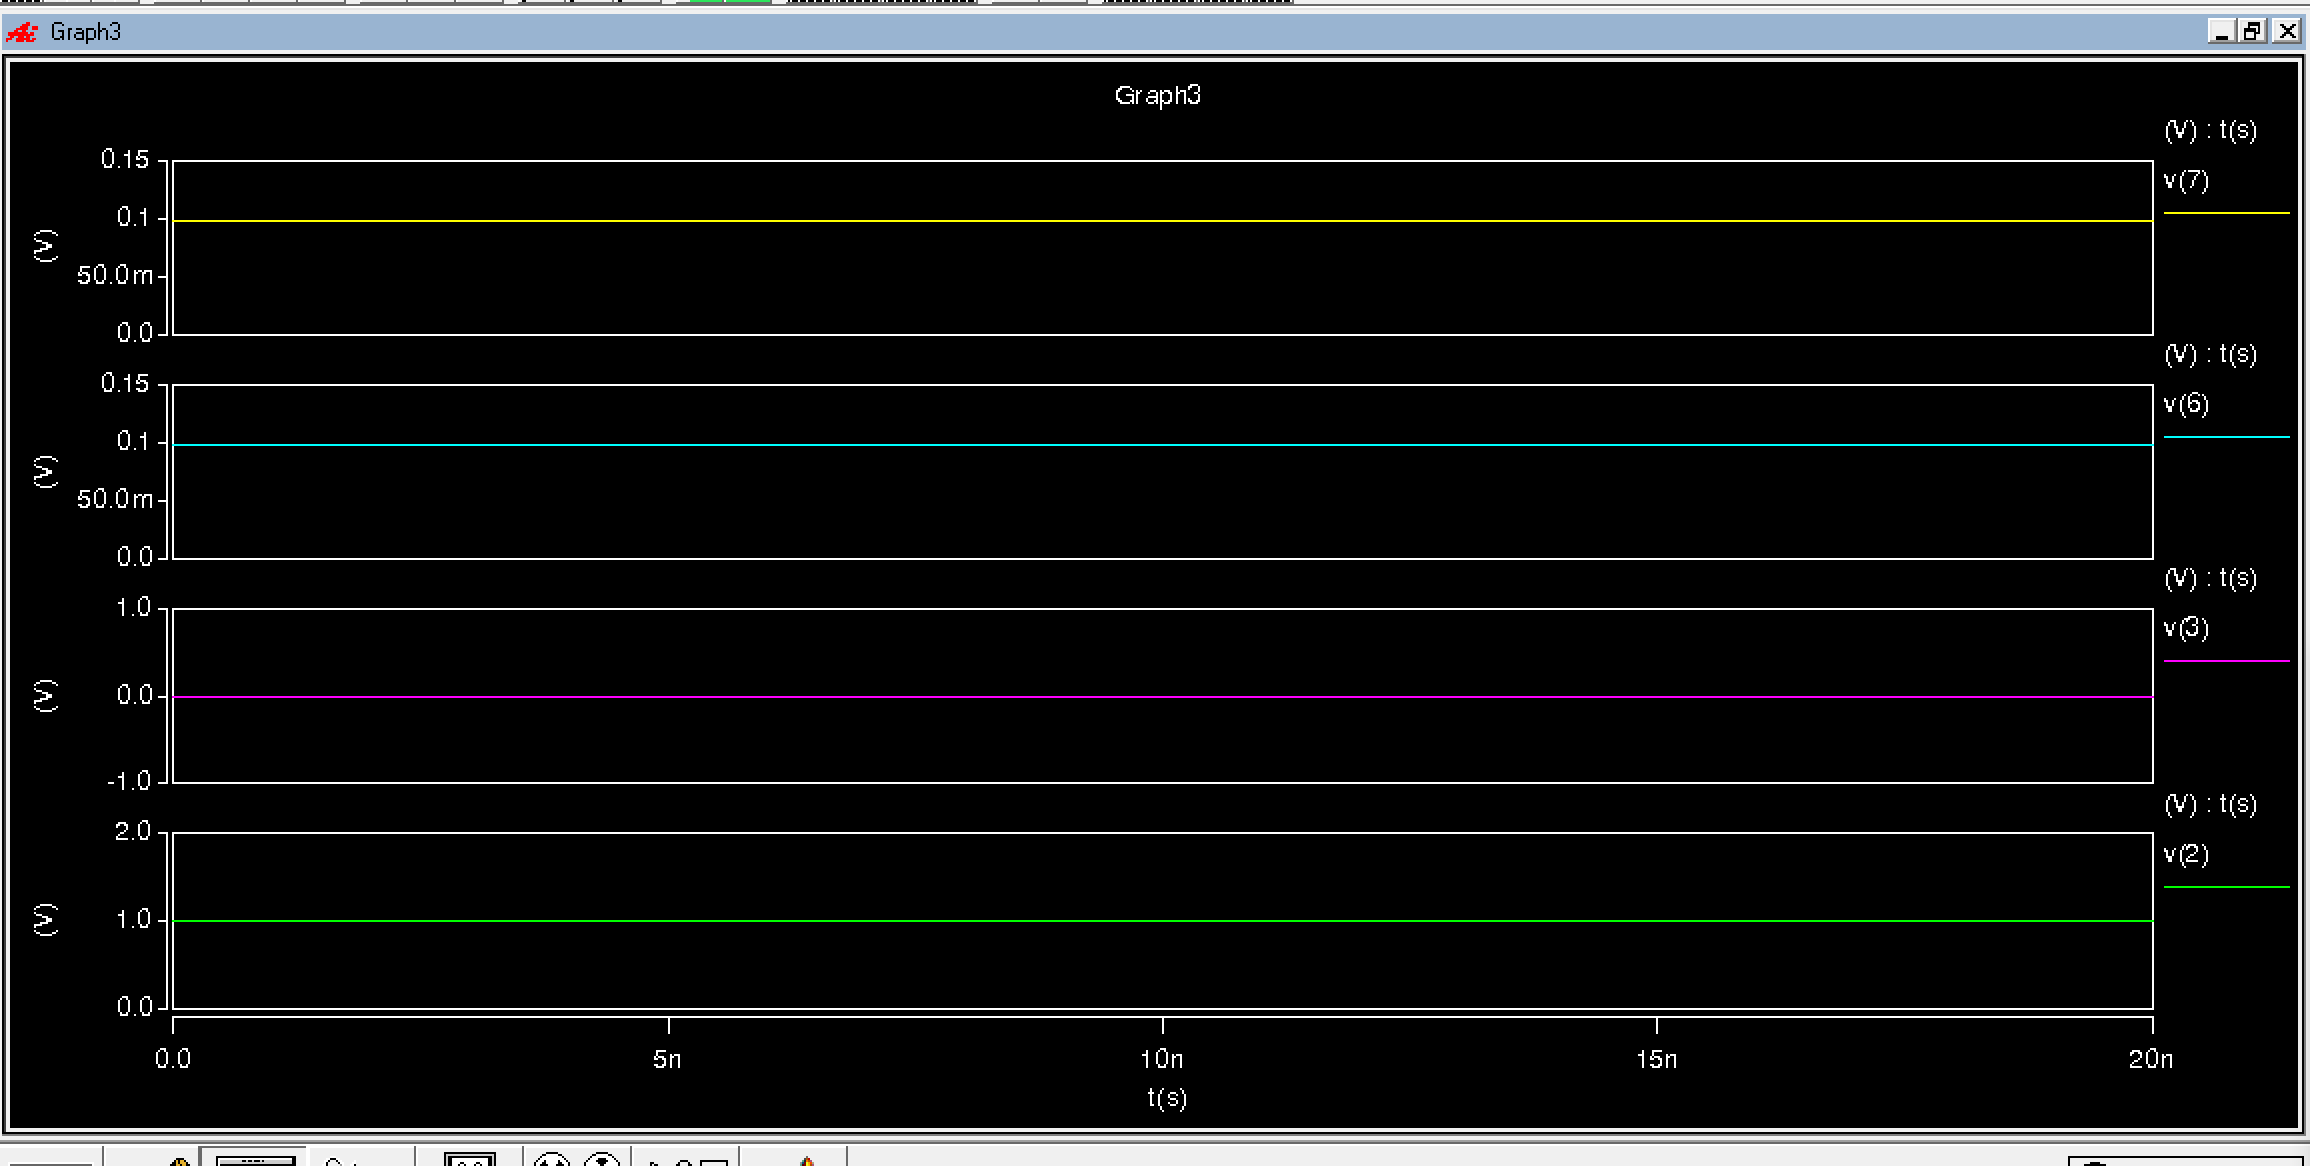 Graph3
Graph3
(V) : t(s)
0.15
v(7)
0.1
(V)
50.0m
0.0
(V) : t(s)
0.15
v(6)
0.1
(V)
50.0m
0.0
(V) : t(s)
1.0
v(3)
(V)
0.0
-1.0
(V) : t(s)
2.0
v(2)
(V)
1.0
0.0
0.0 5n 10n 15n 20n
t(s)